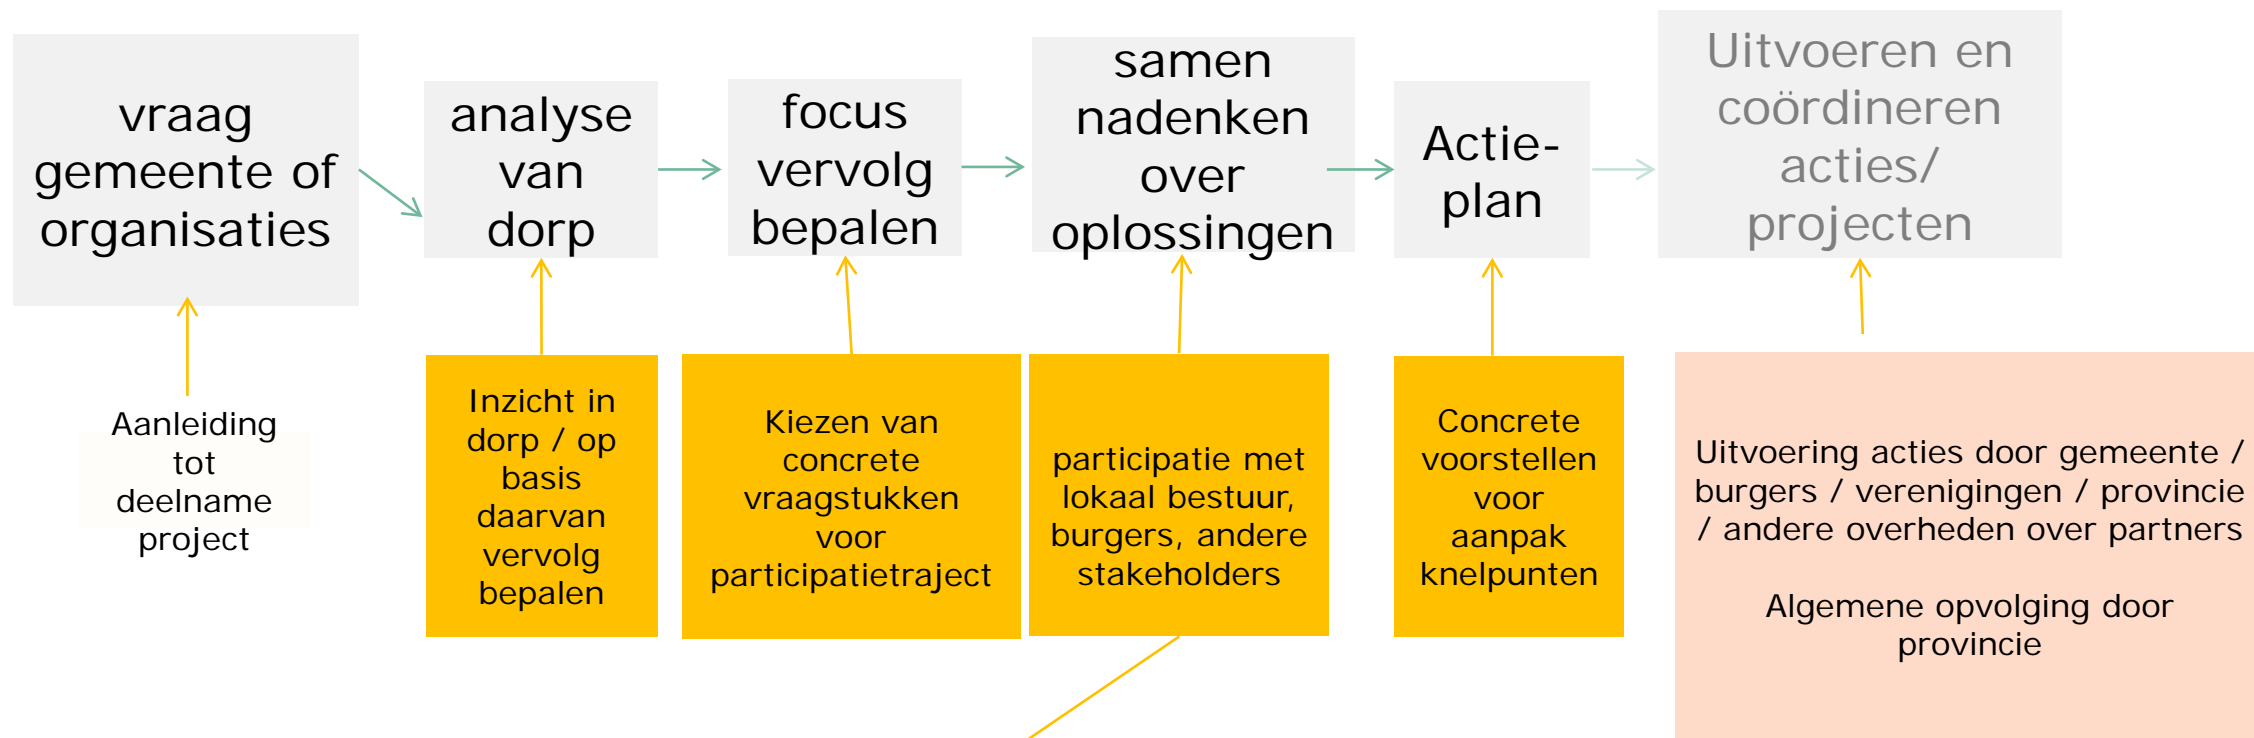 vraag
gemeente of
organisaties
analyse
van
dorp
focus
vervolg
bepalen
samen
nadenken
over
oplossingen
Actie-
plan
Uitvoeren en
coördineren
acties/
projecten
Aanleiding
tot
deelname
project
Inzicht in
dorp / op
basis
daarvan
vervolg
bepalen
Kiezen van
concrete
vraagstukken
voor
participatietraject
participatie met
lokaal bestuur,
burgers, andere
stakeholders
Concrete
voorstellen
voor
aanpak
knelpunten
Uitvoering acties door gemeente /
burgers / verenigingen / provincie
/ andere overheden over partners
Algemene opvolging door
provincie